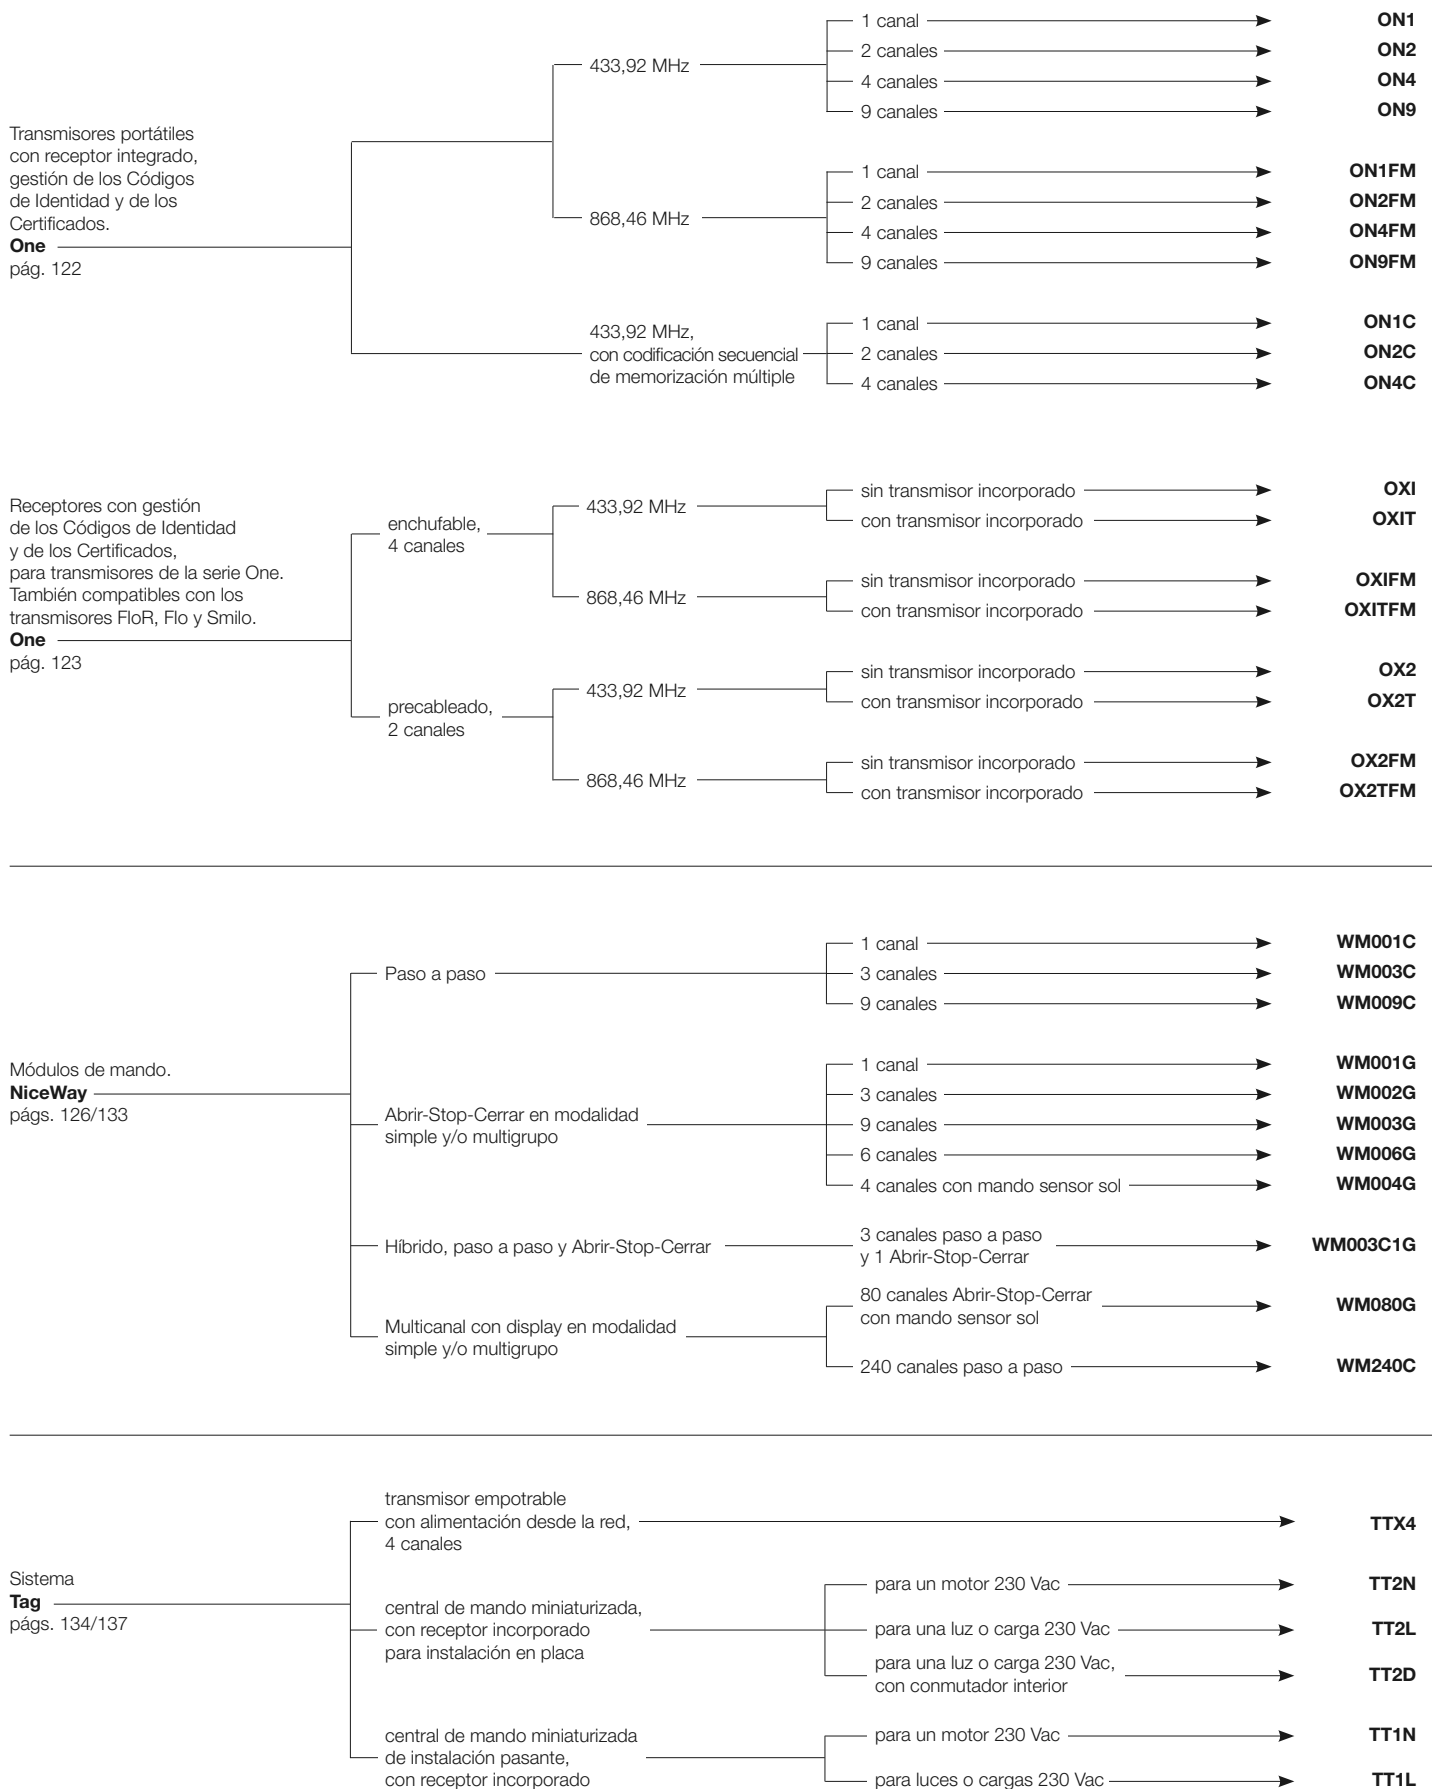 Transmisores portátiles
con receptor integrado,
gestión de los Códigos
de Identidad y de los
Certificados.
One
pág. 122
433,92 MHz
1 canal ON1
2 canales ON2
4 canales ON4
9 canales ON9
868,46 MHz
1 canal ON1FM
2 canales ON2FM
4 canales ON4FM
9 canales ON9FM
433,92 MHz,
con codificación secuencial
de memorización múltiple
1 canal ON1C
2 canales ON2C
4 canales ON4C
Receptores con gestión
de los Códigos de Identidad
y de los Certificados,
para transmisores de la serie One.
También compatibles con los
transmisores FloR, Flo y Smilo.
One
pág. 123
enchufable,
4 canales
433,92 MHz
sin transmisor incorporado OXI
con transmisor incorporado OXIT
868,46 MHz
sin transmisor incorporado OXIFM
con transmisor incorporado OXITFM
precableado,
2 canales
433,92 MHz
sin transmisor incorporado OX2
con transmisor incorporado OX2T
868,46 MHz
sin transmisor incorporado OX2FM
con transmisor incorporado OX2TFM
Módulos de mando.
NiceWay
págs. 126/133
Paso a paso
1 canal WM001C
3 canales WM003C
9 canales WM009C
Abrir-Stop-Cerrar en modalidad
simple y/o multigrupo
1 canal WM001G
3 canales WM002G
9 canales WM003G
6 canales WM006G
4 canales con mando sensor sol WM004G
Híbrido, paso a paso y Abrir-Stop-Cerrar
3 canales paso a paso
y 1 Abrir-Stop-Cerrar WM003C1G
Multicanal con display en modalidad
simple y/o multigrupo
80 canales Abrir-Stop-Cerrar
con mando sensor sol WM080G
240 canales paso a paso WM240C
Sistema
Tag
págs. 134/137
transmisor empotrable
con alimentación desde la red,
4 canales TTX4
central de mando miniaturizada,
con receptor incorporado
para instalación en placa
para un motor 230 Vac TT2N
para una luz o carga 230 Vac TT2L
para una luz o carga 230 Vac,
con conmutador interior TT2D
central de mando miniaturizada
de instalación pasante,
con receptor incorporado
para un motor 230 Vac TT1N
para luces o cargas 230 Vac TT1L